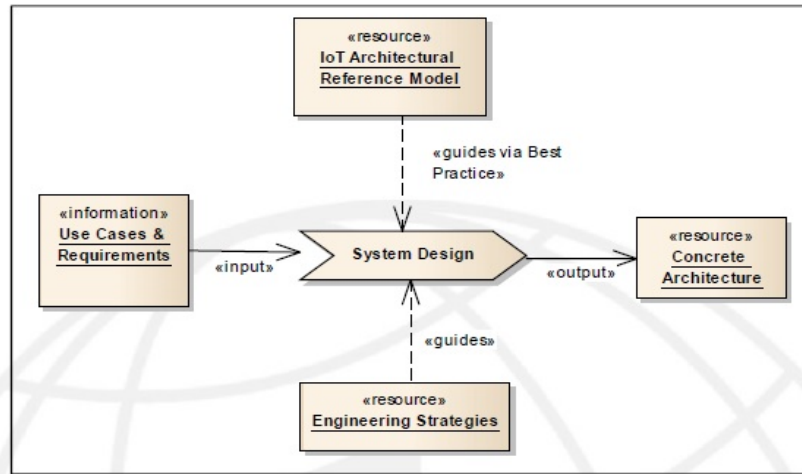 «resource»
IoT Architectural
Reference Model
«guides via Best
Practice»
«information»
Use Cases &
Requirements
«input»
System Design
«output»
«resource»
Concrete
Architecture
«guides»
«resource»
Engineering Strategies